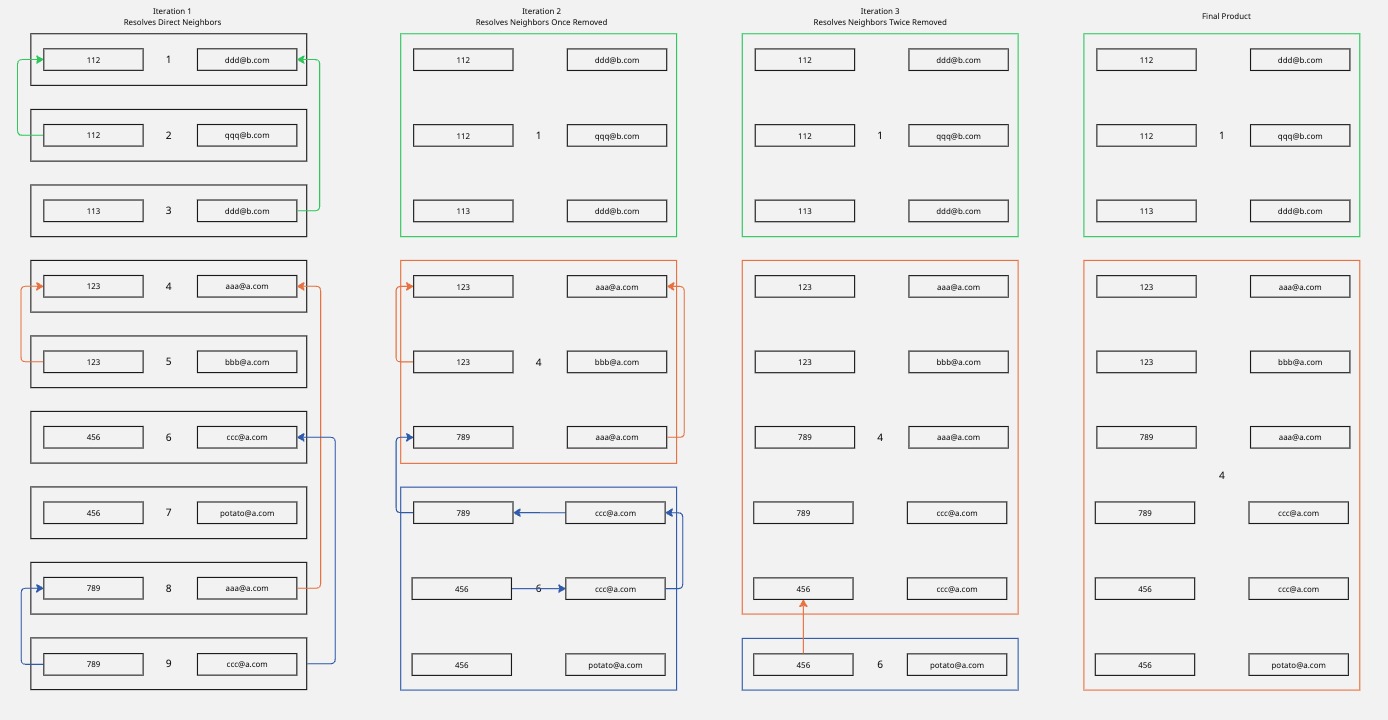 Iteration 1
Resolves Direct Neighbors
112 1 ddd@b.com
112 2 qqq@b.com
113 3 ddd@b.com
123 4 aaa@a.com
123 5 bbb@a.com
456 6 ccc@a.com
456 7 potato@a.com
789 8 aaa@a.com
789 9 ccc@a.com
Iteration 2
Resolves Neighbors Once Removed
112 ddd@b.com
112 1 qqq@b.com
113 ddd@b.com
123 aaa@a.com
123 4 bbb@a.com
789 aaa@a.com
789 ccc@a.com
456 6 ccc@a.com
456 potato@a.com
Iteration 3
Resolves Neighbors Twice Removed
112 ddd@b.com
112 1 qqq@b.com
113 ddd@b.com
123 aaa@a.com
123 bbb@a.com
789 4 aaa@a.com
789 ccc@a.com
456 ccc@a.com
456 6 potato@a.com
Final Product
112 ddd@b.com
112 1 qqq@b.com
113 ddd@b.com
123 aaa@a.com
123 bbb@a.com
789 aaa@a.com
4
789 ccc@a.com
456 ccc@a.com
456 potato@a.com